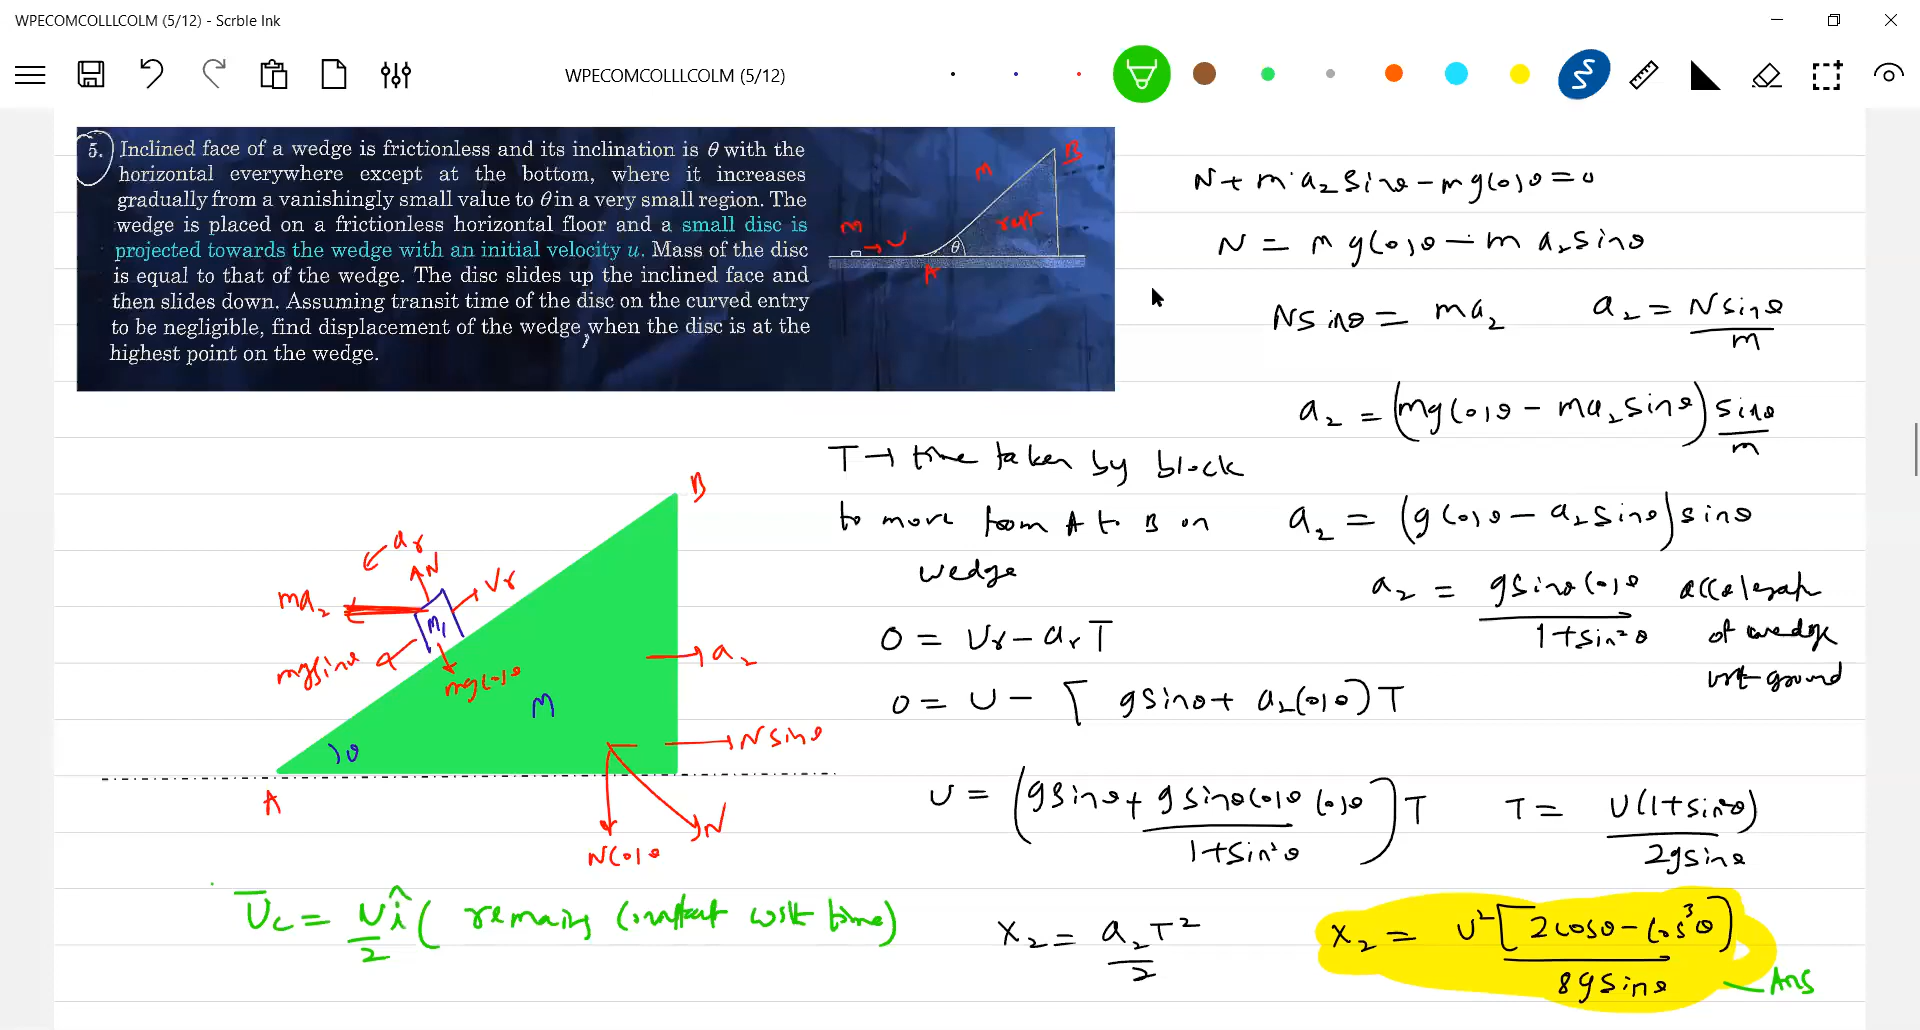 WPECOMCOLLLCOLM (5/12) - Scrble Ink
WPECOMCOLLLCOLM (5/12)
5. Inclined face of a wedge is frictionless and its inclination is θ with the
horizontal everywhere except at the bottom, where it increases
gradually from a vanishingly small value to θ in a very small region. The
wedge is placed on a frictionless horizontal floor and a small disc is
projected towards the wedge with an initial velocity u. Mass of the disc
is equal to that of the wedge. The disc slides up the inclined face and
then slides down. Assuming transit time of the disc on the curved entry
to be negligible, find displacement of the wedge, when the disc is at the
highest point on the wedge.
B
m
rest
m
→ U
θ
A
N + m a₂ sinθ - mg cosθ = 0
N = mg cosθ - m a₂ sinθ
N sinθ = ma₂
a₂ = N sinθ / m
a₂ = (mg cosθ - ma₂ sinθ) sinθ / m
a₂ = (g cosθ - a₂ sinθ) sinθ
a₂ = g sinθ cosθ / 1 + sin²θ
accelerat
of wedge
wrt ground
T → time taken by block
to move from A to B on
wedge
0 = Vr - ar T
0 = U - [g sinθ + a₂ cosθ) T
U = (g sinθ + g sinθ cosθ / 1 + sin²θ cosθ) T
T = U(1 + sin²θ) / 2g sinθ
X₂ = a₂T² / 2
X₂ = U² [2 cosθ - cos³θ] / 8g sinθ
Ans
B
ar
N
Vr
ma₂
m₁
mg sinθ
mg cosθ
→ a₂
M
θ
→ N sinθ
A
N
N cosθ
U̅c = U/2 î ( remains constant with time)